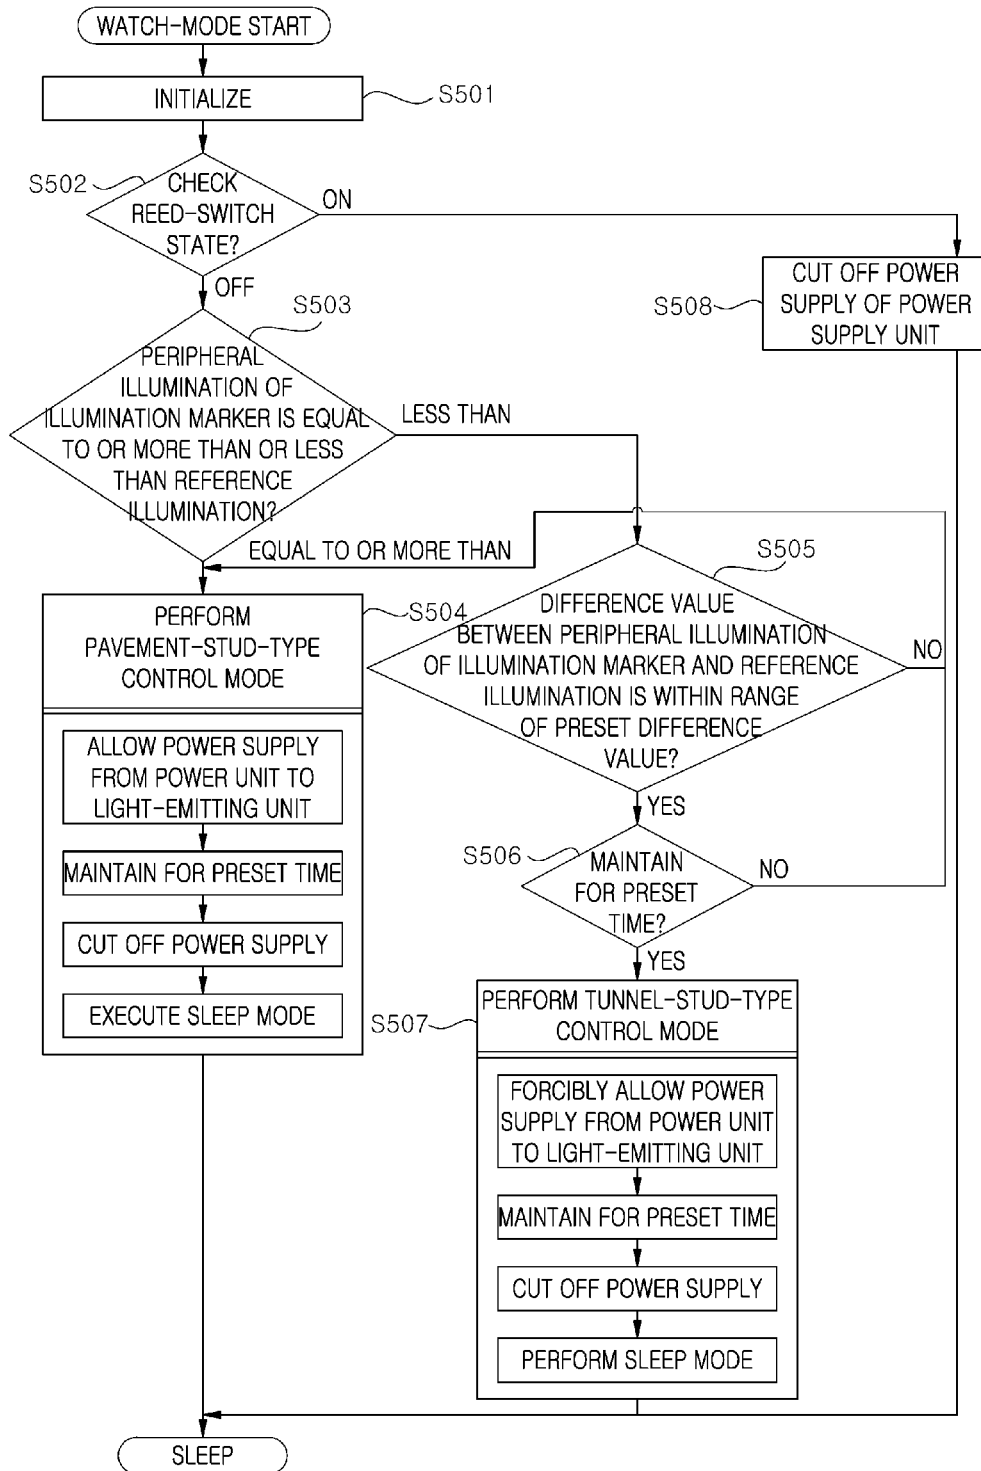 WATCH-MODE START
INITIALIZE
S501
S502
CHECK
REED-SWITCH
STATE?
ON
OFF
S508
CUT OFF POWER
SUPPLY OF POWER
SUPPLY UNIT
S503
PERIPHERAL
ILLUMINATION OF
ILLUMINATION MARKER IS EQUAL
TO OR MORE THAN OR LESS
THAN REFERENCE
ILLUMINATION?
LESS THAN
EQUAL TO OR MORE THAN
S504
PERFORM
PAVEMENT-STUD-TYPE
CONTROL MODE
ALLOW POWER SUPPLY
FROM POWER UNIT TO
LIGHT-EMITTING UNIT
MAINTAIN FOR PRESET TIME
CUT OFF POWER SUPPLY
EXECUTE SLEEP MODE
S505
DIFFERENCE VALUE
BETWEEN PERIPHERAL ILLUMINATION
OF ILLUMINATION MARKER AND REFERENCE
ILLUMINATION IS WITHIN RANGE
OF PRESET DIFFERENCE
VALUE?
NO
YES
S506
MAINTAIN
FOR PRESET
TIME?
NO
YES
S507
PERFORM TUNNEL-STUD-TYPE
CONTROL MODE
FORCIBLY ALLOW POWER
SUPPLY FROM POWER UNIT
TO LIGHT-EMITTING UNIT
MAINTAIN FOR PRESET TIME
CUT OFF POWER SUPPLY
PERFORM SLEEP MODE
SLEEP